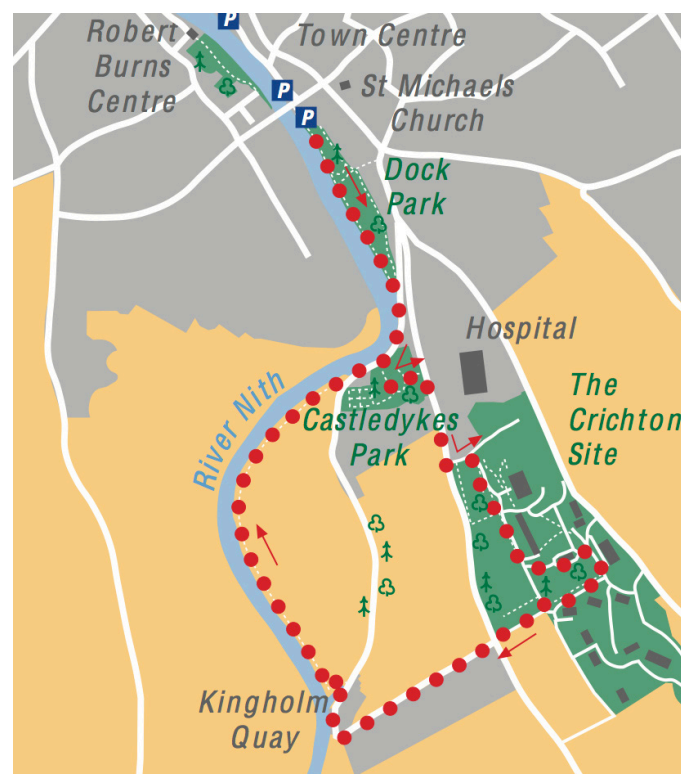 P
Robert
Burns
Centre
Town Centre
P
St Michaels
Church
P
Dock
Park
Hospital
River Nith
The
Crichton
Site
Castledykes
Park
Kingholm
Quay